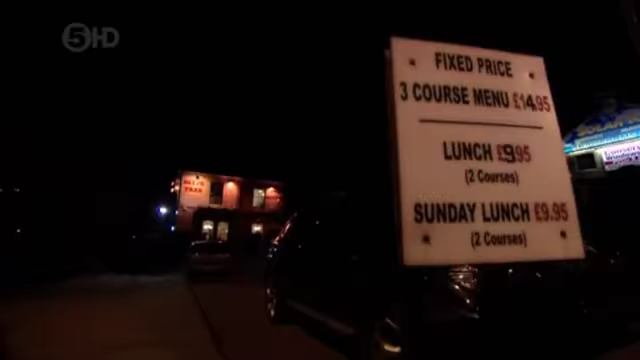 5HD
FIXED PRICE
3 COURSE MENU £14.95
LUNCH £9.95
(2 Courses)
SUNDAY LUNCH £9.95
(2 Courses)